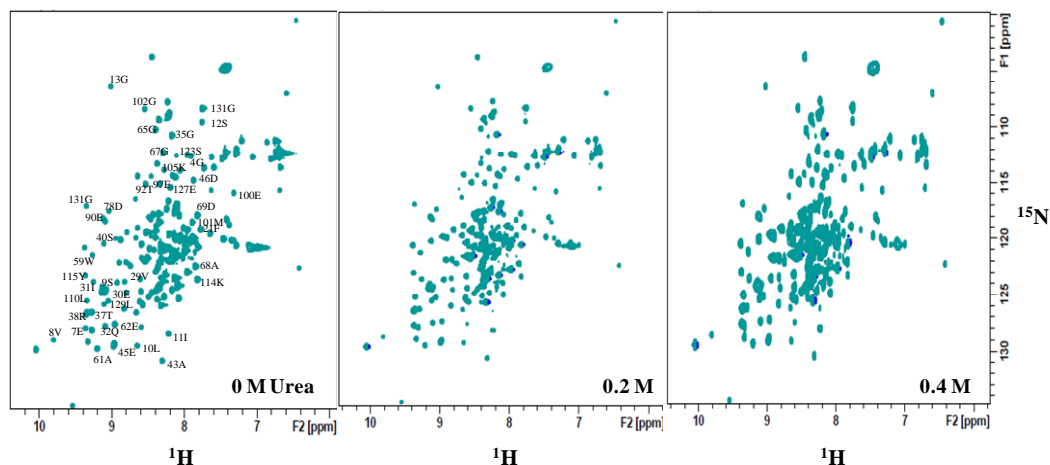 13G
102G
131G
12S
65G
35G
67G
123S
4G
105K
46D
97E
92T
127E
100E
131G
78D
69D
90E
101M
21F
40S
59W
68A
115Y
9S
29V
114K
31I
30E
110L
129L
38R
37T
7E
32Q
62E
11I
8V
61A
45E
10L
43A
0 M Urea
0.2 M
0.4 M
F1 [ppm]
110
115
120
125
130
15N
10 9 8 7 F2 [ppm]
10 9 8 7 F2 [ppm]
10 9 8 7 F2 [ppm]
1H
1H
1H